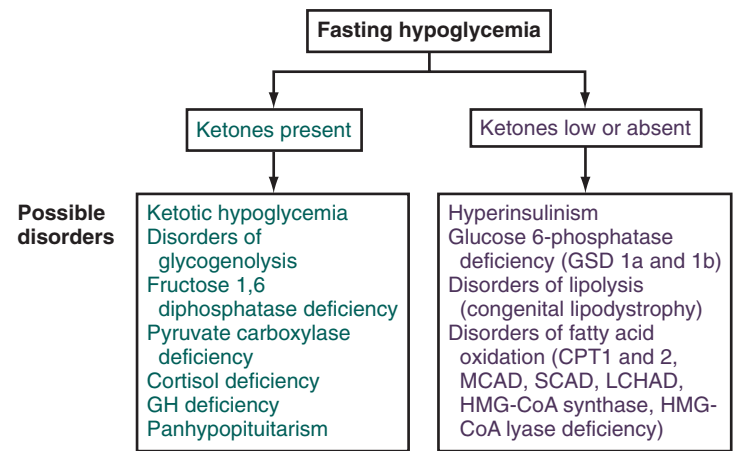 Fasting hypoglycemia
Ketones present
Ketones low or absent
Possible
disorders
Ketotic hypoglycemia
Disorders of
glycogenolysis
Fructose 1,6
diphosphatase deficiency
Pyruvate carboxylase
deficiency
Cortisol deficiency
GH deficiency
Panhypopituitarism
Hyperinsulinism
Glucose 6-phosphatase
deficiency (GSD 1a and 1b)
Disorders of lipolysis
(congenital lipodystrophy)
Disorders of fatty acid
oxidation (CPT1 and 2,
MCAD, SCAD, LCHAD,
HMG-CoA synthase, HMG-
CoA lyase deficiency)